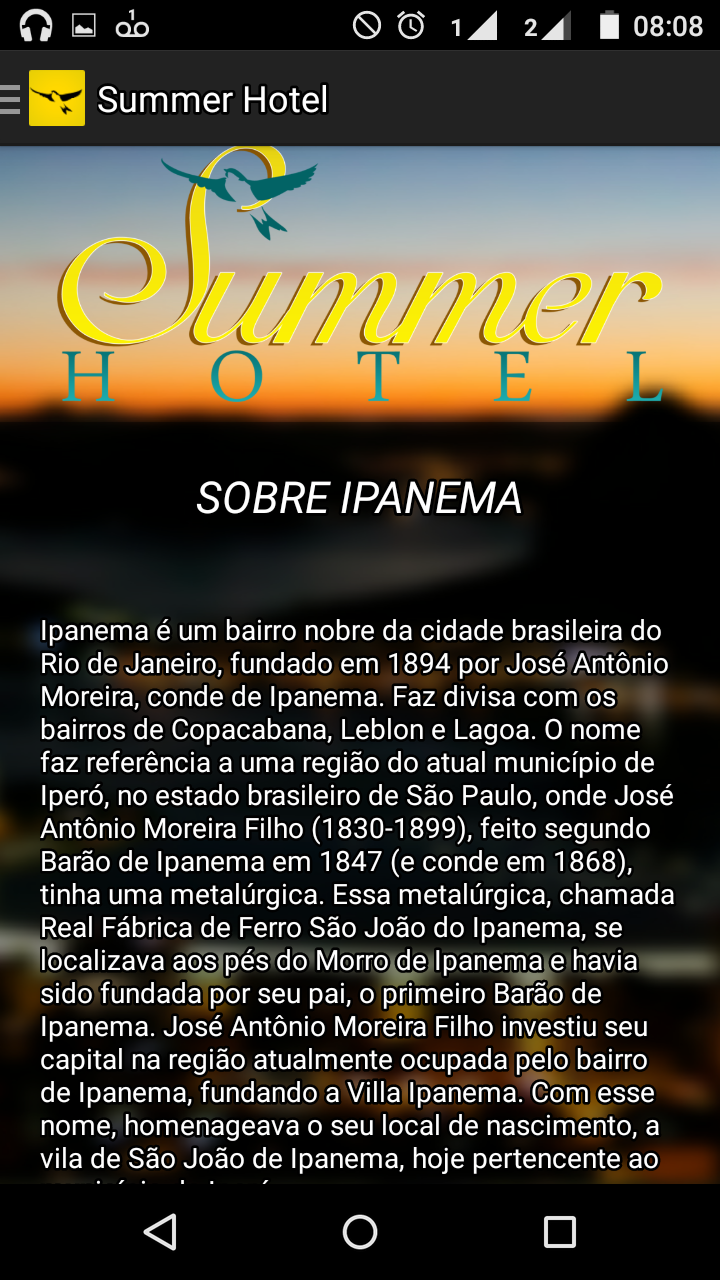 1
1 2 08:08
Summer Hotel
Summer
HOTEL
SOBRE IPANEMA
Ipanema é um bairro nobre da cidade brasileira do
Rio de Janeiro, fundado em 1894 por José Antônio
Moreira, conde de Ipanema. Faz divisa com os
bairros de Copacabana, Leblon e Lagoa. O nome
faz referência a uma região do atual município de
Iperó, no estado brasileiro de São Paulo, onde José
Antônio Moreira Filho (1830-1899), feito segundo
Barão de Ipanema em 1847 (e conde em 1868),
tinha uma metalúrgica. Essa metalúrgica, chamada
Real Fábrica de Ferro São João do Ipanema, se
localizava aos pés do Morro de Ipanema e havia
sido fundada por seu pai, o primeiro Barão de
Ipanema. José Antônio Moreira Filho investiu seu
capital na região atualmente ocupada pelo bairro
de Ipanema, fundando a Villa Ipanema. Com esse
nome, homenageava o seu local de nascimento, a
vila de São João de Ipanema, hoje pertencente ao